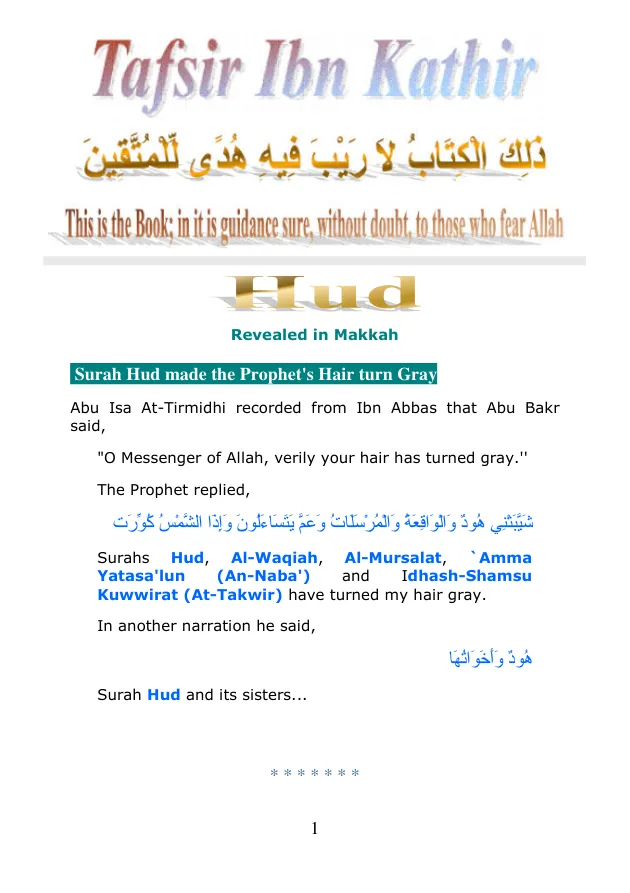 Tafsir Ibn Kathir
ذَلِكَ الْكِتَابُ لاَ رَيْبَ فِيهِ هُدًى لِّلْمُتَّقِينَ
This is the Book; in it is guidance sure, without doubt, to those who fear Allah
Hud
Revealed in Makkah
Surah Hud made the Prophet's Hair turn Gray
Abu Isa At-Tirmidhi recorded from Ibn Abbas that Abu Bakr
said,
"O Messenger of Allah, verily your hair has turned gray.''
The Prophet replied,
شَيَّبَتْنِي هُودٌ وَالْوَاقِعَةُ وَالْمُرْسَلَاتُ وَعَمَّ يَتَسَاءَلُونَ وَإِذَا الشَّمْسُ كُوِّرَت
Surahs Hud, Al-Waqiah, Al-Mursalat, `Amma
Yatasa'lun (An-Naba') and Idhash-Shamsu
Kuwwirat (At-Takwir) have turned my hair gray.
In another narration he said,
هُودٌ وَأَخَوَاتُهَا
Surah Hud and its sisters...
* * * * * * *
1